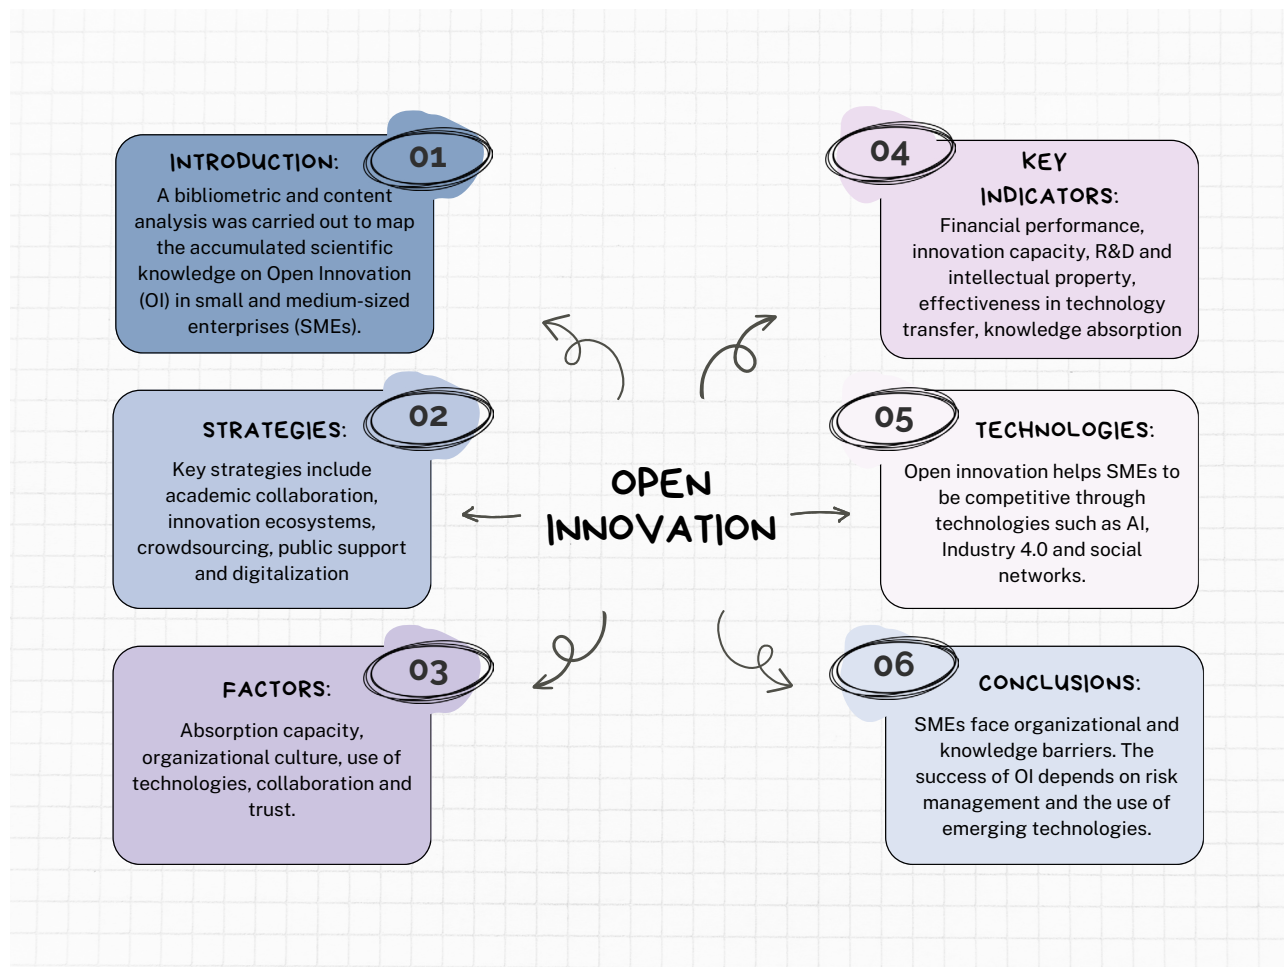 01
INTRODUCTION:
A bibliometric and content
analysis was carried out to map
the accumulated scientific
knowledge on Open Innovation
(OI) in small and medium-sized
enterprises (SMEs).
02
STRATEGIES:
Key strategies include
academic collaboration,
innovation ecosystems,
crowdsourcing, public support
and digitalization
03
FACTORS:
Absorption capacity,
organizational culture, use of
technologies, collaboration and
trust.
OPEN
INNOVATION
04
KEY
INDICATORS:
Financial performance,
innovation capacity, R&D and
intellectual property,
effectiveness in technology
transfer, knowledge absorption
05
TECHNOLOGIES:
Open innovation helps SMEs to
be competitive through
technologies such as AI,
Industry 4.0 and social
networks.
06
CONCLUSIONS:
SMEs face organizational and
knowledge barriers. The
success of OI depends on risk
management and the use of
emerging technologies.